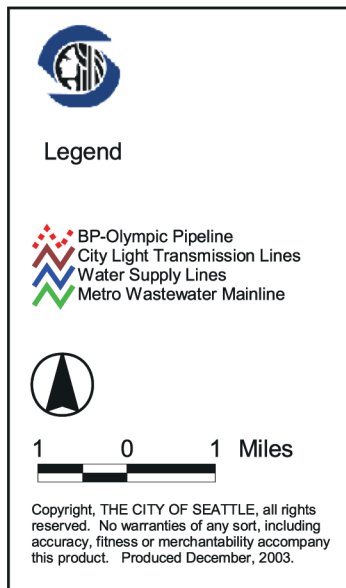 Legend
BP-Olympic Pipeline
City Light Transmission Lines
Water Supply Lines
Metro Wastewater Mainline
1 0 1 Miles
Copyright, THE CITY OF SEATTLE, all rights
reserved. No warranties of any sort, including
accuracy, fitness or merchantability accompany
this product. Produced December, 2003.